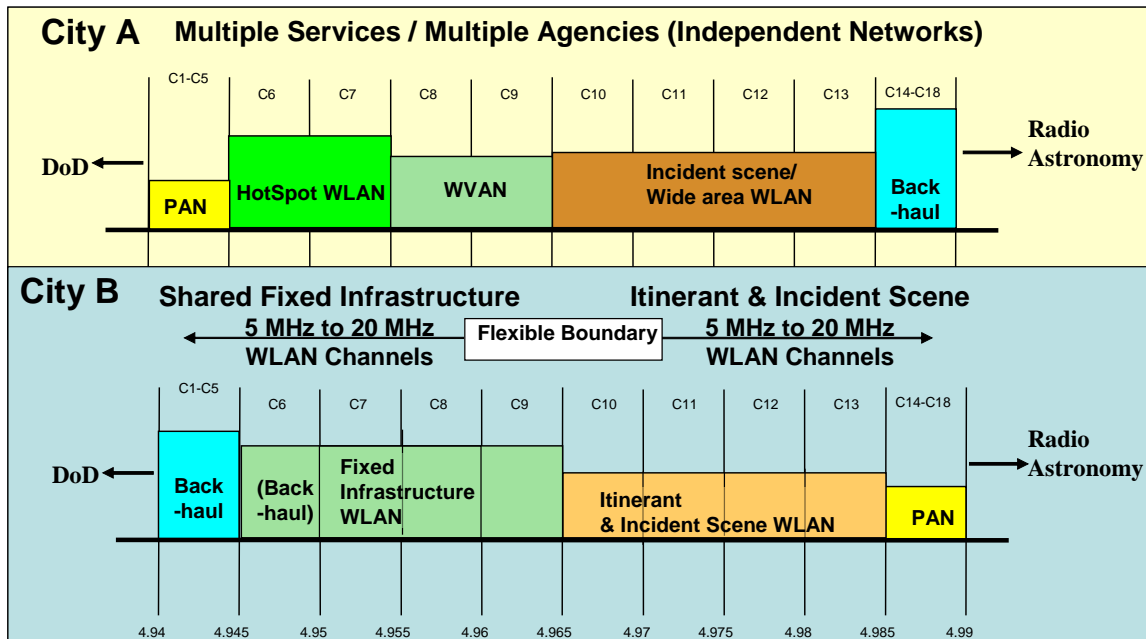 City A
Multiple Services / Multiple Agencies (Independent Networks)
C1-C5
C6
C7
C8
C9
C10
C11
C12
C13
C14-C18
DoD
Radio
Astronomy
PAN
HotSpot WLAN
WVAN
Incident scene/
Wide area WLAN
Back
-haul
City B
Shared Fixed Infrastructure
5 MHz to 20 MHz
WLAN Channels
Flexible Boundary
Itinerant & Incident Scene
5 MHz to 20 MHz
WLAN Channels
C1-C5
C6
C7
C8
C9
C10
C11
C12
C13
C14-C18
DoD
Radio
Astronomy
Back
-haul
(Back
-haul)
Fixed
Infrastructure
WLAN
Itinerant
& Incident Scene WLAN
PAN
4.94
4.945
4.95
4.955
4.96
4.965
4.97
4.975
4.98
4.985
4.99